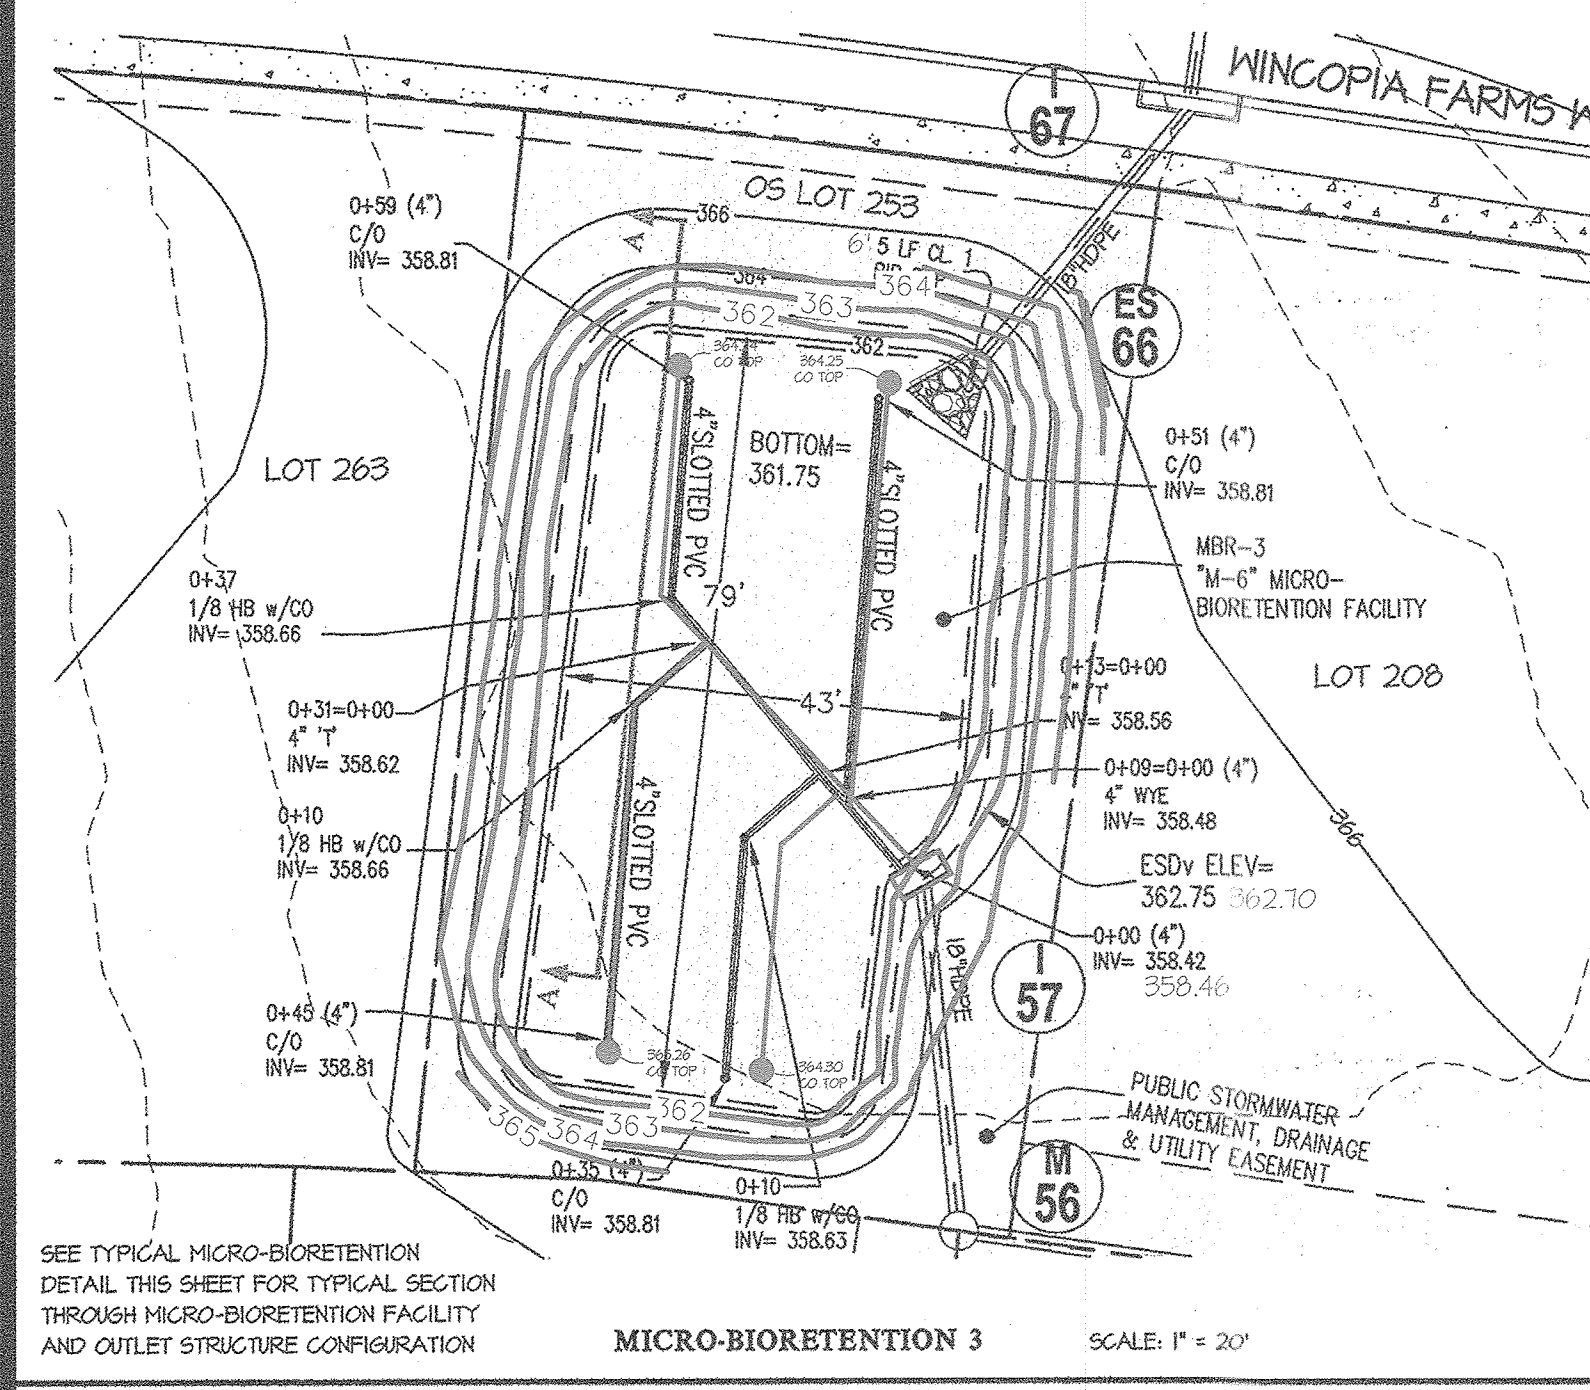 WINCOPIA FARMS
I
67
OS LOT 253
0+59 (4")
C/O
INV= 358.81
366
A
6' 5 LF CL. 1
18"HDPE
364
364
363
362
362
ES
66
364.25
CO TOP
CO TOP
4"SLOTTED PVC
BOTTOM=
361.75
4"SLOTTED PVC
0+51 (4")
C/O
INV= 358.81
LOT 263
MBR-3
"M-6" MICRO-
BIORETENTION FACILITY
0+37
1/8 HB w/CO
INV= 358.66
79'
LOT 208
0+13=0+00
4" 'T'
INV= 358.56
43'
0+31=0+00
4" 'T'
INV= 358.62
0+09=0+00 (4")
4" WYE
INV= 358.48
4"SLOTTED PVC
0+10
1/8 HB w/CO
INV= 358.66
366
ESDv ELEV=
362.75 362.70
0+00 (4")
INV= 358.42
358.46
18"HDPE
I
57
A
0+45 (4")
C/O
INV= 358.81
CO TOP
364.30
CO TOP
362
363
364
365
PUBLIC STORMWATER
MANAGEMENT, DRAINAGE
& UTILITY EASEMENT
M
56
0+35 (4")
C/O
INV= 358.81
0+10
1/8 HB w/CO
INV= 358.63
SEE TYPICAL MICRO-BIORETENTION
DETAIL THIS SHEET FOR TYPICAL SECTION
THROUGH MICRO-BIORETENTION FACILITY
AND OUTLET STRUCTURE CONFIGURATION
MICRO-BIORETENTION 3
SCALE: 1" = 20'